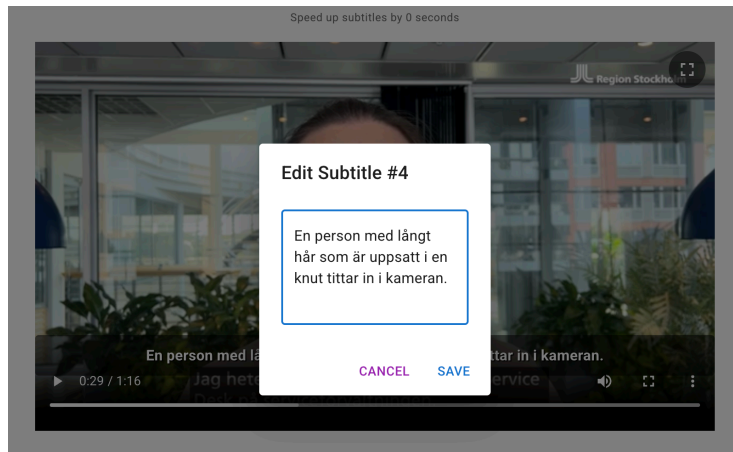 Speed up subtitles by 0 seconds
Region Stockholm
Edit Subtitle #4
En person med långt
hår som är uppsatt i en
knut tittar in i kameran.
En person med lå
ttar in i kameran.
CANCEL SAVE
0:29 / 1:16
Jag hete
ervice